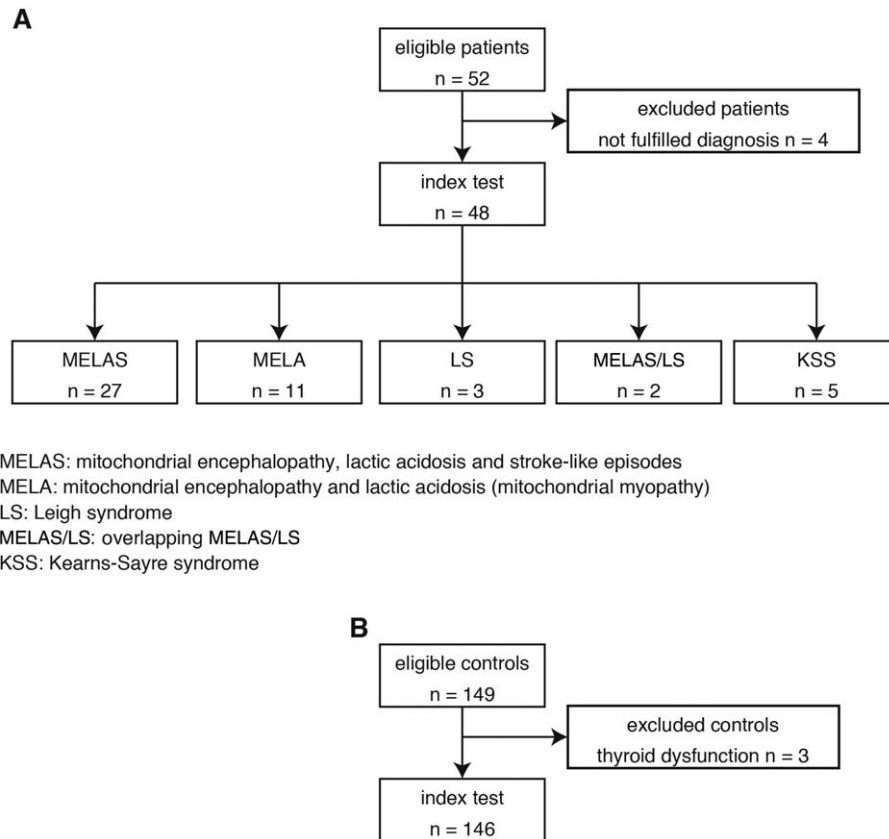 A
eligible patients
n = 52
excluded patients
not fulfilled diagnosis n = 4
index test
n = 48
MELAS
n = 27
MELA
n = 11
LS
n = 3
MELAS/LS
n = 2
KSS
n = 5
MELAS: mitochondrial encephalopathy, lactic acidosis and stroke-like episodes
MELA: mitochondrial encephalopathy and lactic acidosis (mitochondrial myopathy)
LS: Leigh syndrome
MELAS/LS: overlapping MELAS/LS
KSS: Kearns-Sayre syndrome
B
eligible controls
n = 149
excluded controls
thyroid dysfunction n = 3
index test
n = 146